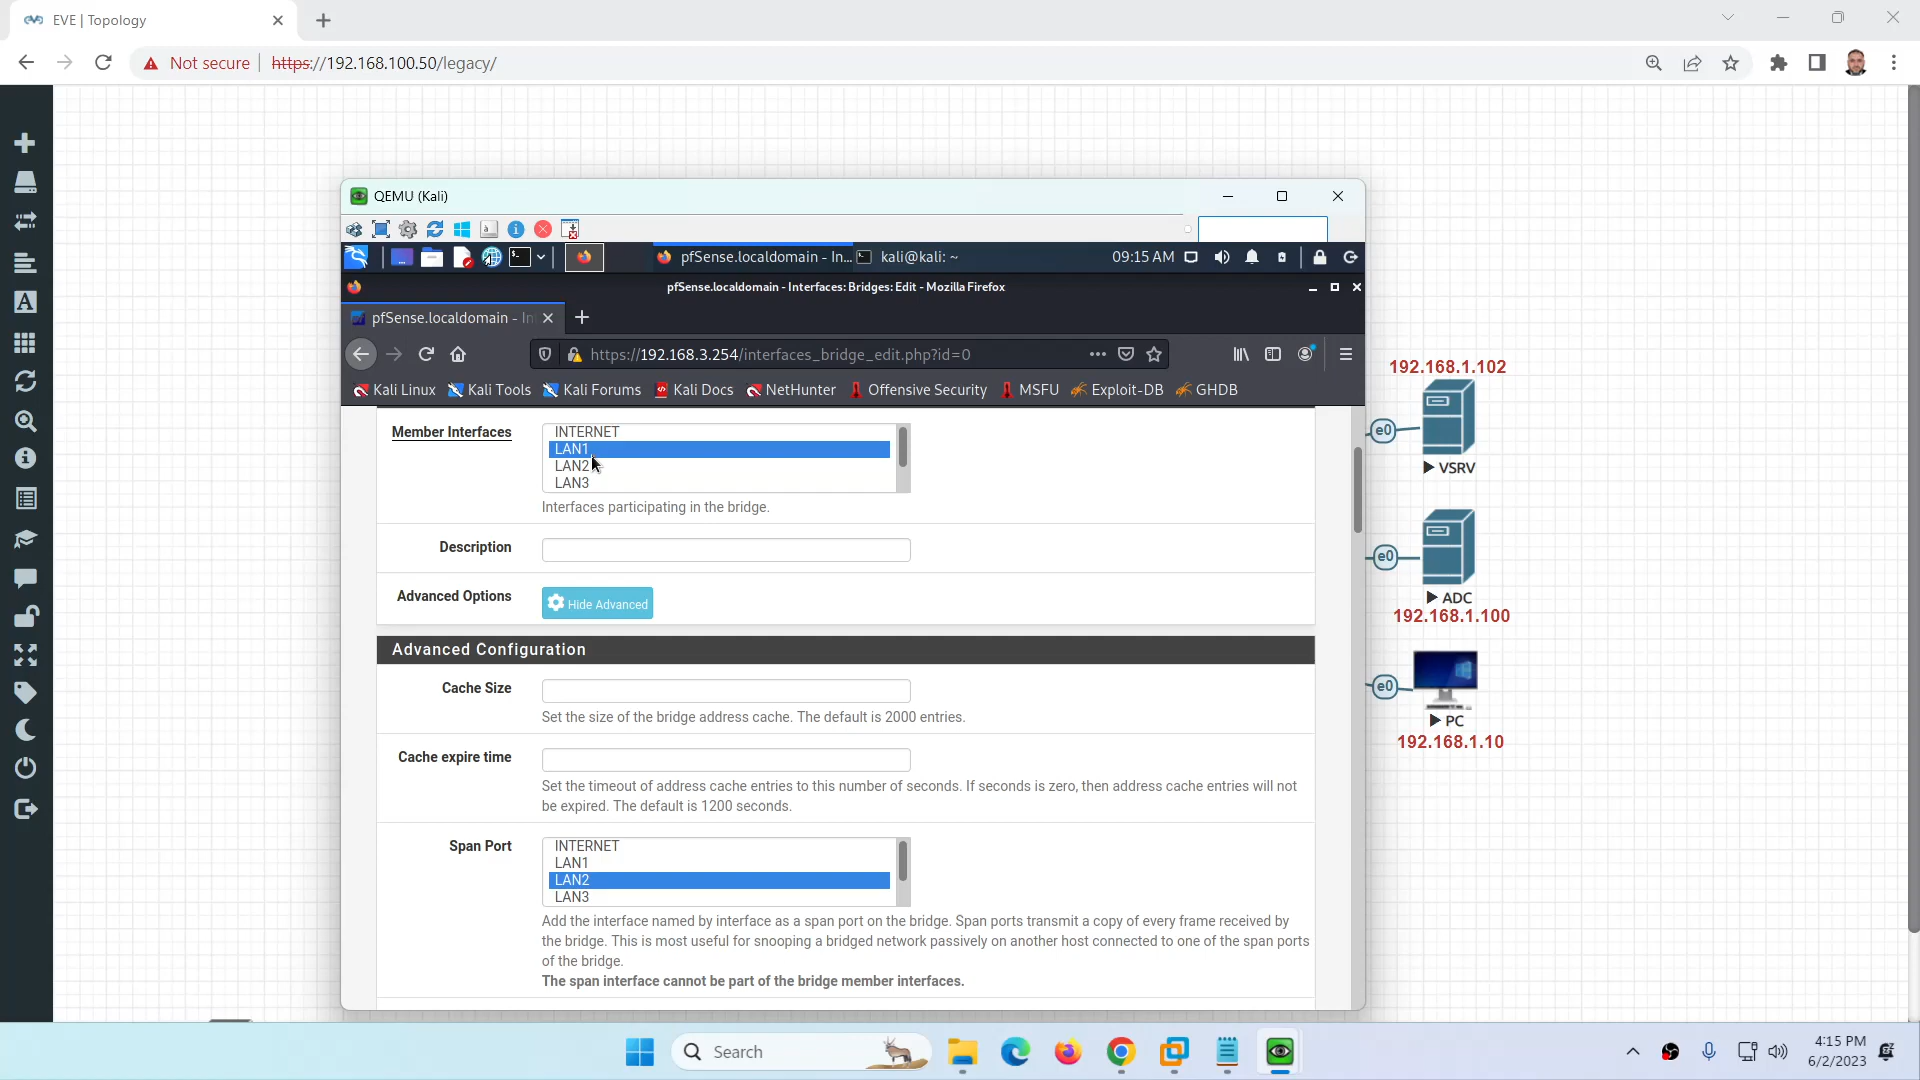 EVE | Topology
Not secure
https://192.168.100.50/legacy/
QEMU (Kali)
pfSense.localdomain - In...
kali@kali: ~
09:15 AM
pfSense.localdomain - Interfaces: Bridges: Edit - Mozilla Firefox
pfSense.localdomain - In
https://192.168.3.254/interfaces_bridge_edit.php?id=0
Kali Linux
Kali Tools
Kali Forums
Kali Docs
NetHunter
Offensive Security
MSFU
Exploit-DB
GHDB
Member Interfaces
INTERNET
LAN1
LAN2
LAN3
Interfaces participating in the bridge.
Description
Advanced Options
Hide Advanced
Advanced Configuration
Cache Size
Set the size of the bridge address cache. The default is 2000 entries.
Cache expire time
Set the timeout of address cache entries to this number of seconds. If seconds is zero, then address cache entries will not
be expired. The default is 1200 seconds.
Span Port
INTERNET
LAN1
LAN2
LAN3
Add the interface named by interface as a span port on the bridge. Span ports transmit a copy of every frame received by
the bridge. This is most useful for snooping a bridged network passively on another host connected to one of the span ports
of the bridge.
The span interface cannot be part of the bridge member interfaces.
192.168.1.102
e0
VSRV
e0
ADC
192.168.1.100
e0
PC
192.168.1.10
Search
4:15 PM
6/2/2023